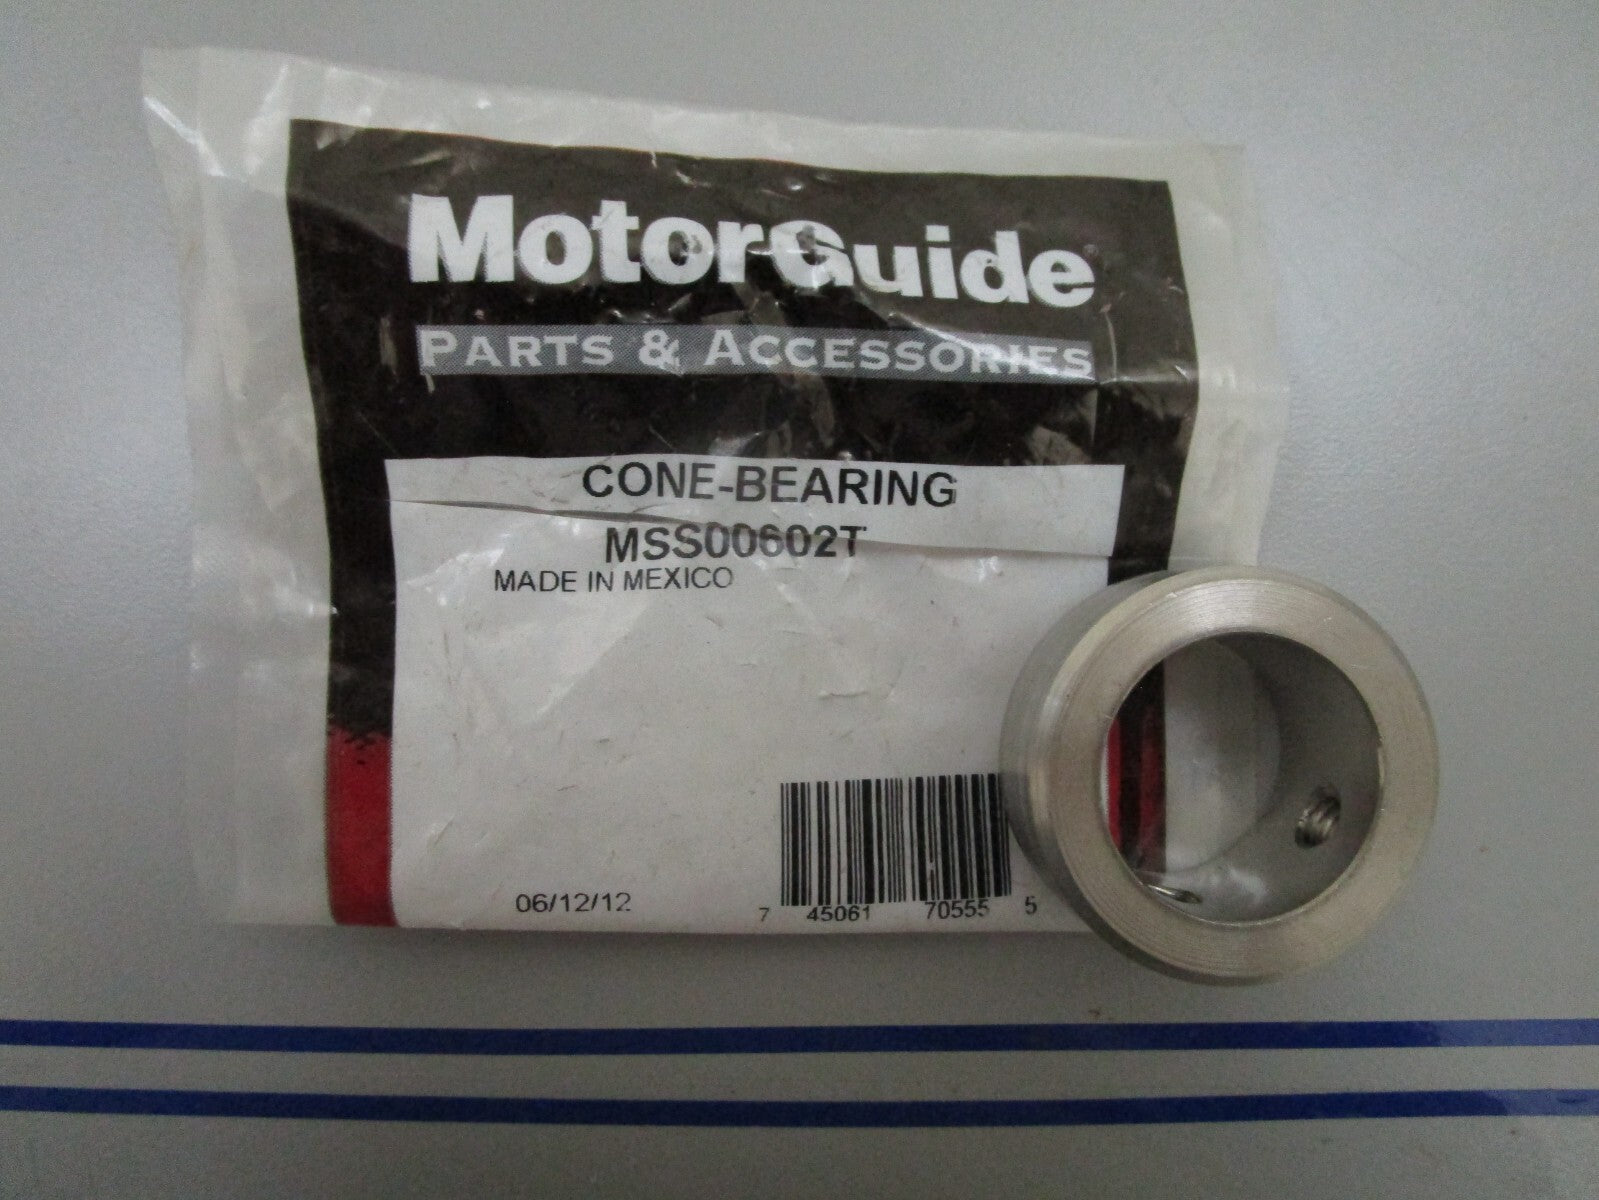 MotorGuide
PARTS & ACCESSORIES
CONE-BEARING
MSS00602T
MADE IN MEXICO
06/12/12
7 45061 70555 5